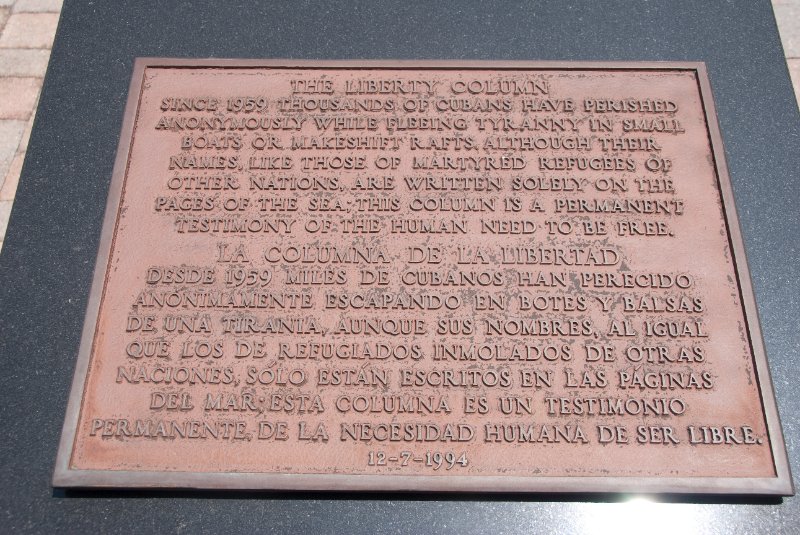 THE LIBERTY COLUMN
SINCE 1959 THOUSANDS OF CUBANS HAVE PERISHED
ANONYMOUSLY WHILE FLEEING TYRANNY IN SMALL
BOATS OR MAKESHIFT RAFTS. ALTHOUGH THEIR
NAMES, LIKE THOSE OF MARTYRED REFUGEES OF
OTHER NATIONS, ARE WRITTEN SOLELY ON THE
PAGES OF THE SEA; THIS COLUMN IS A PERMANENT
TESTIMONY OF THE HUMAN NEED TO BE FREE.
LA COLUMNA DE LA LIBERTAD
DESDE 1959 MILES DE CUBANOS HAN PERECIDO
ANÓNIMAMENTE ESCAPANDO EN BOTES Y BALSAS
DE UNA TIRANIA, AUNQUE SUS NOMBRES, AL IGUAL
QUE LOS DE REFUGIADOS INMOLADOS DE OTRAS
NACIONES, SÓLO ESTÁN ESCRITOS EN LAS PÁGINAS
DEL MAR; ESTA COLUMNA ES UN TESTIMONIO
PERMANENTE, DE LA NECESIDAD HUMANA DE SER LIBRE.
12-7-1994